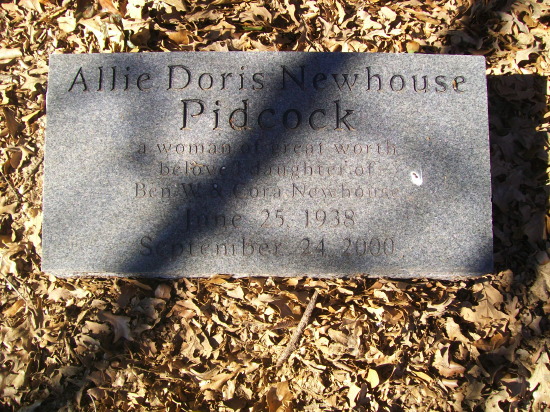 Allie Doris Newhouse
Pidcock
a woman of great worth
beloved daughter of
Ben W. & Cora Newhouse
June 25, 1938
September 24, 2000